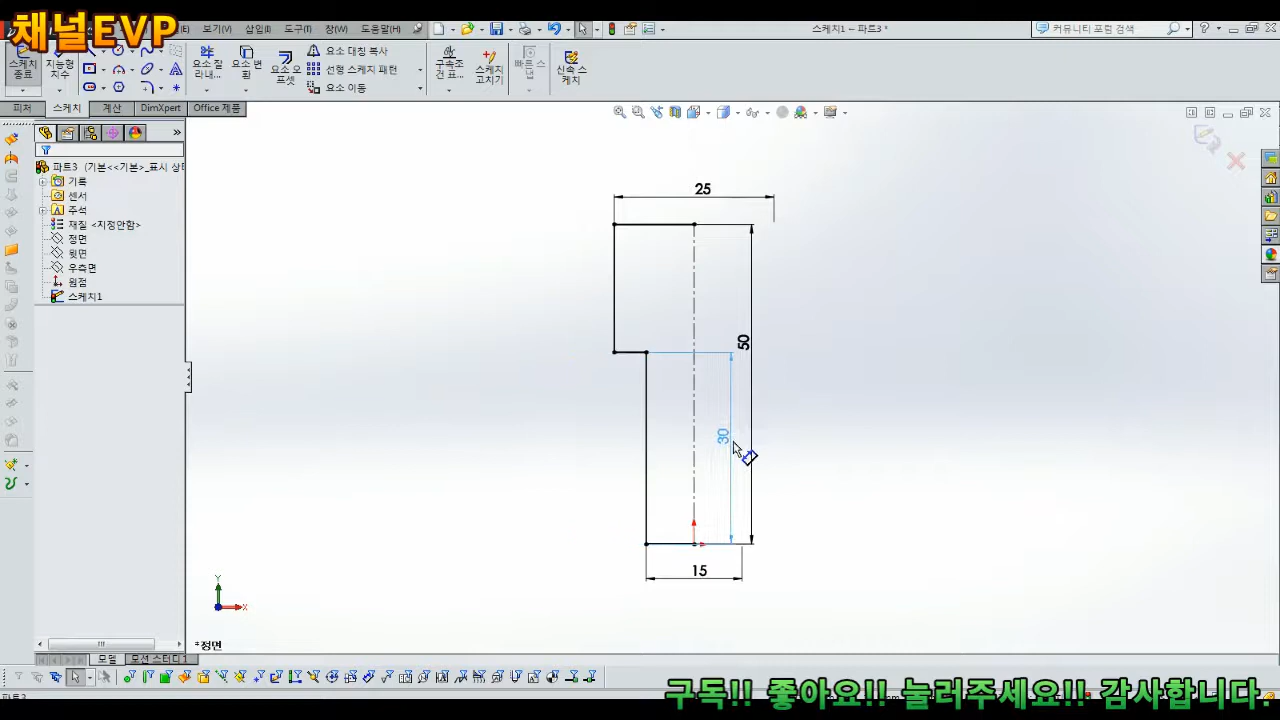 채널EVP
보기(V) 삽입(I) 도구(T) 창(W) 도움말(H)
스케치1 -- 파트3 *
커뮤니티 포럼 검색
스케치 종료
지능형 치수
요소 잘라내...
요소 변환
요소 오프셋
요소 대칭 복사
선형 스케치 패턴
요소 이동
구속조건 표...
스케치 고치기
빠른 스냅
신속 스케치
피처 스케치 계산 DimXpert Office 제품
파트3 (기본<<기본>_표시 상태
기록
센서
주석
재질 <지정안함>
정면
윗면
우측면
원점
스케치1
25
50
30
15
Y
X
*정면
모델 모션 스터디 1
파트3
구독!! 좋아요!! 눌러주세요!! 감사합니다.